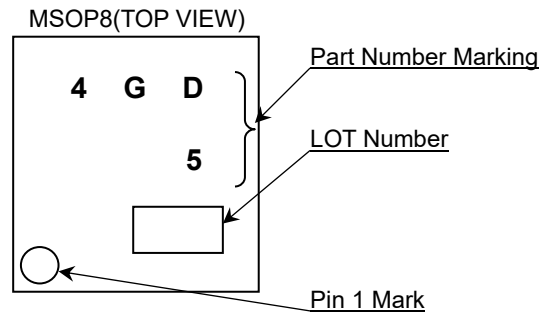 MSOP8(TOP VIEW)
Part Number Marking
4 G D
LOT Number
5
Pin 1 Mark